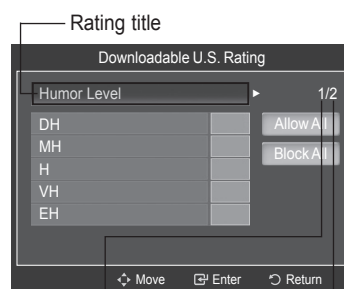 Rating title
Downloadable U.S. Rating
Humor Level ► 1/2
DH
Allow All
MH
Block All
H
VH
EH
Move Enter Return